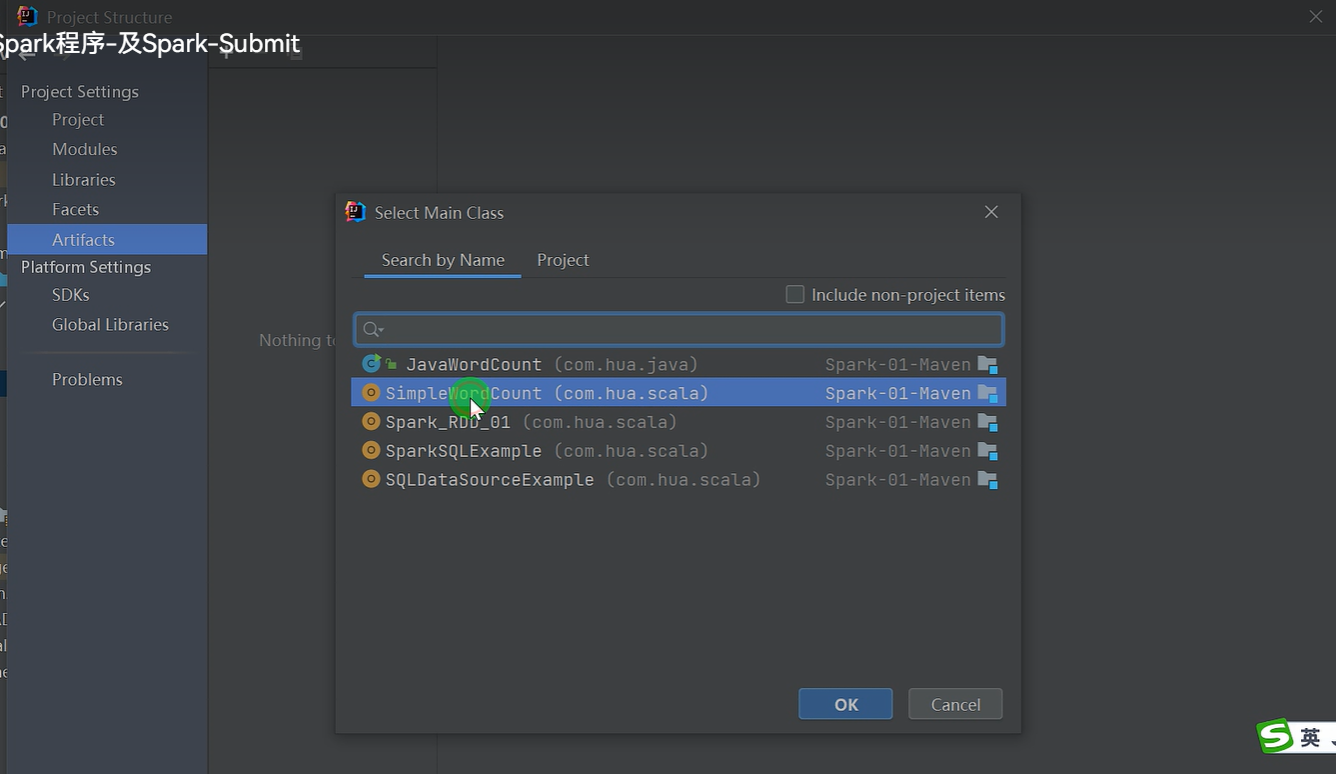 Project Structure
Spark程序-及Spark-Submit
Project Settings
Project
Modules
Libraries
Facets
Artifacts
Platform Settings
SDKs
Global Libraries
Problems
Nothing
Select Main Class
Search by Name
Project
Include non-project items
JavaWordCount (com.hua.java) Spark-01-Maven
SimpleWordCount (com.hua.scala) Spark-01-Maven
Spark_RDD_01 (com.hua.scala) Spark-01-Maven
SparkSQLExample (com.hua.scala) Spark-01-Maven
SQLDataSourceExample (com.hua.scala) Spark-01-Maven
OK
Cancel
英